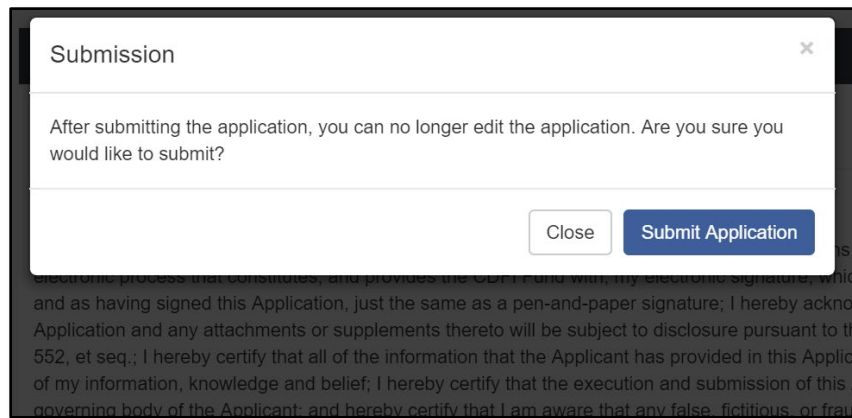 Submission
×
After submitting the application, you can no longer edit the application. Are you sure you
would like to submit?
Close Submit Application
electronic process that constitutes, and provides the CDFI Fund with, my electronic signature,
and as having signed this Application, just the same as a pen-and-paper signature; I hereby
Application and any attachments or supplements thereto will be subject to disclosure pursuant to
552, et seq.; I hereby certify that all of the information that the Applicant has provided in this
of my information, knowledge and belief; I hereby certify that the execution and submission of this
governing body of the Applicant; and hereby certify that I am aware that any false, fictitious, or